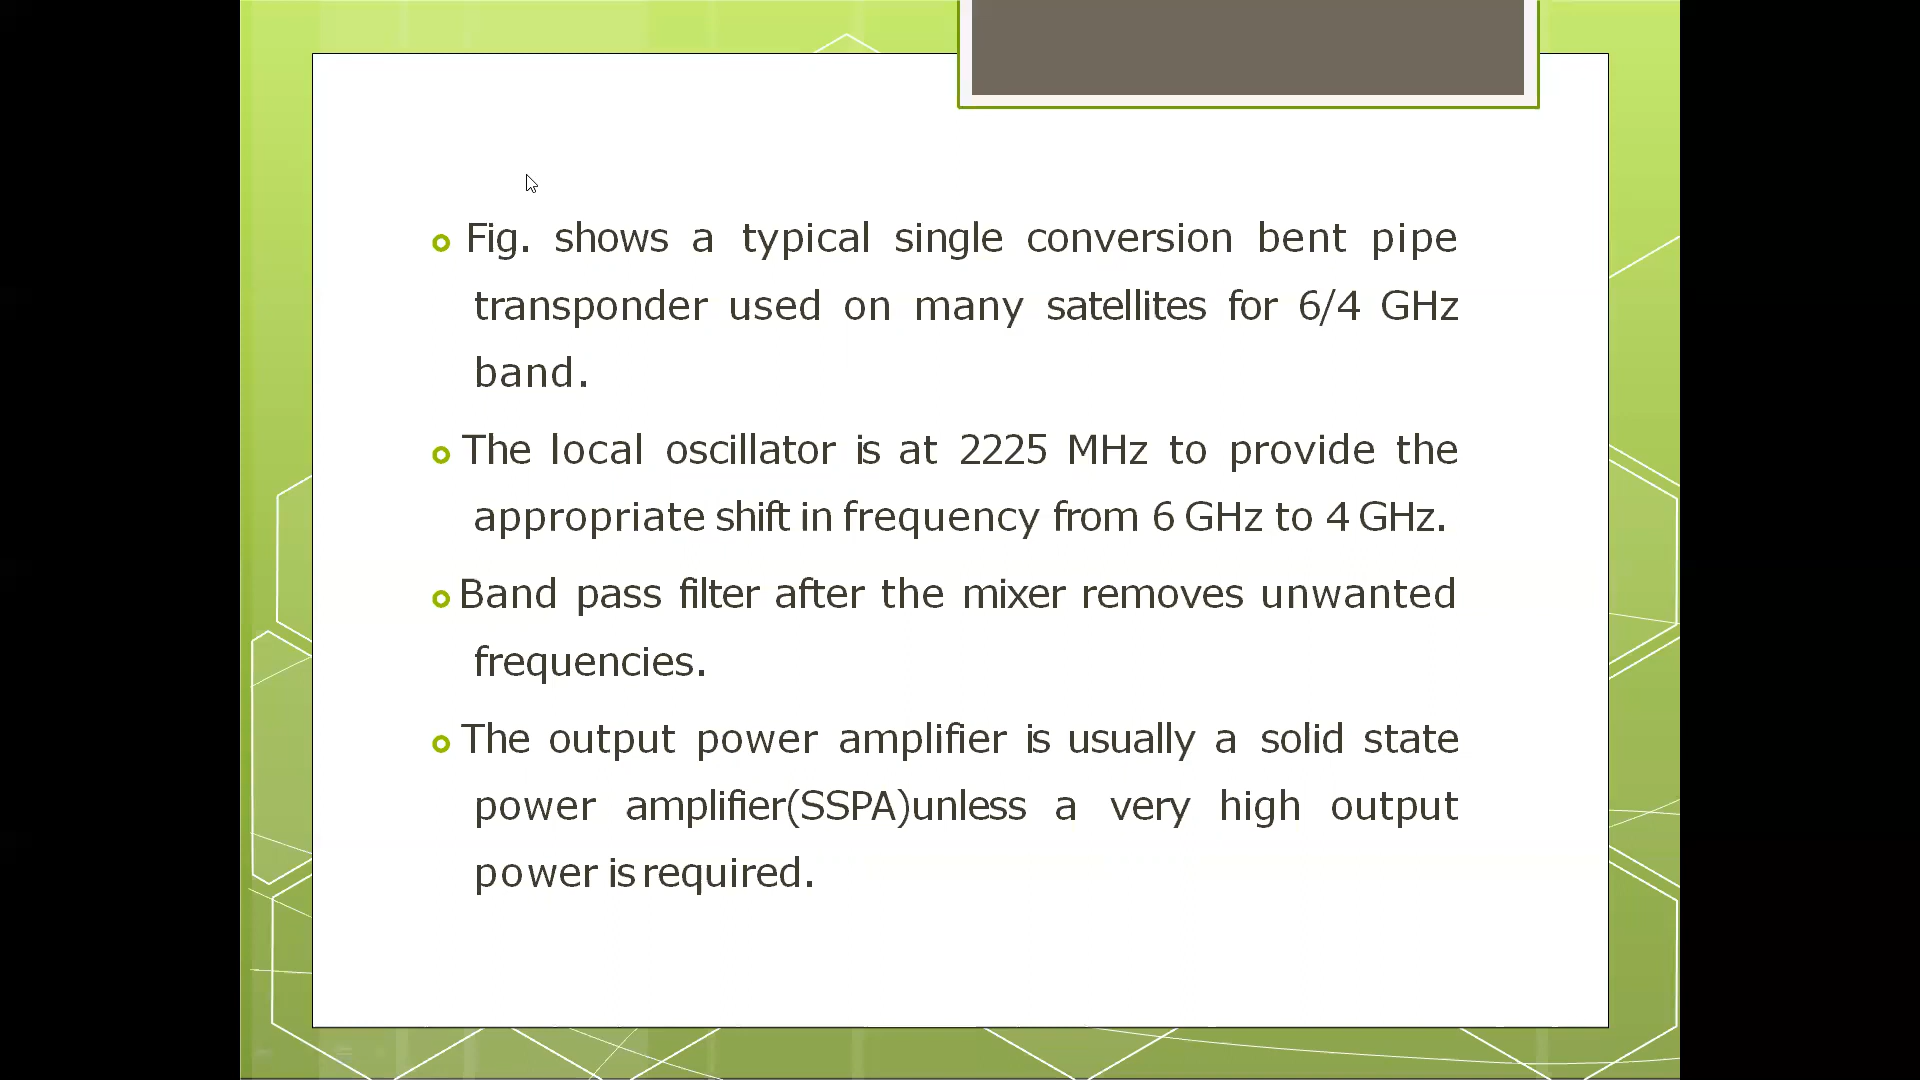 Fig. shows a typical single conversion bent pipe
transponder used on many satellites for 6/4 GHz
band.
The local oscillator is at 2225 MHz to provide the
appropriate shift in frequency from 6 GHz to 4 GHz.
Band pass filter after the mixer removes unwanted
frequencies.
The output power amplifier is usually a solid state
power amplifier(SSPA)unless a very high output
power is required.